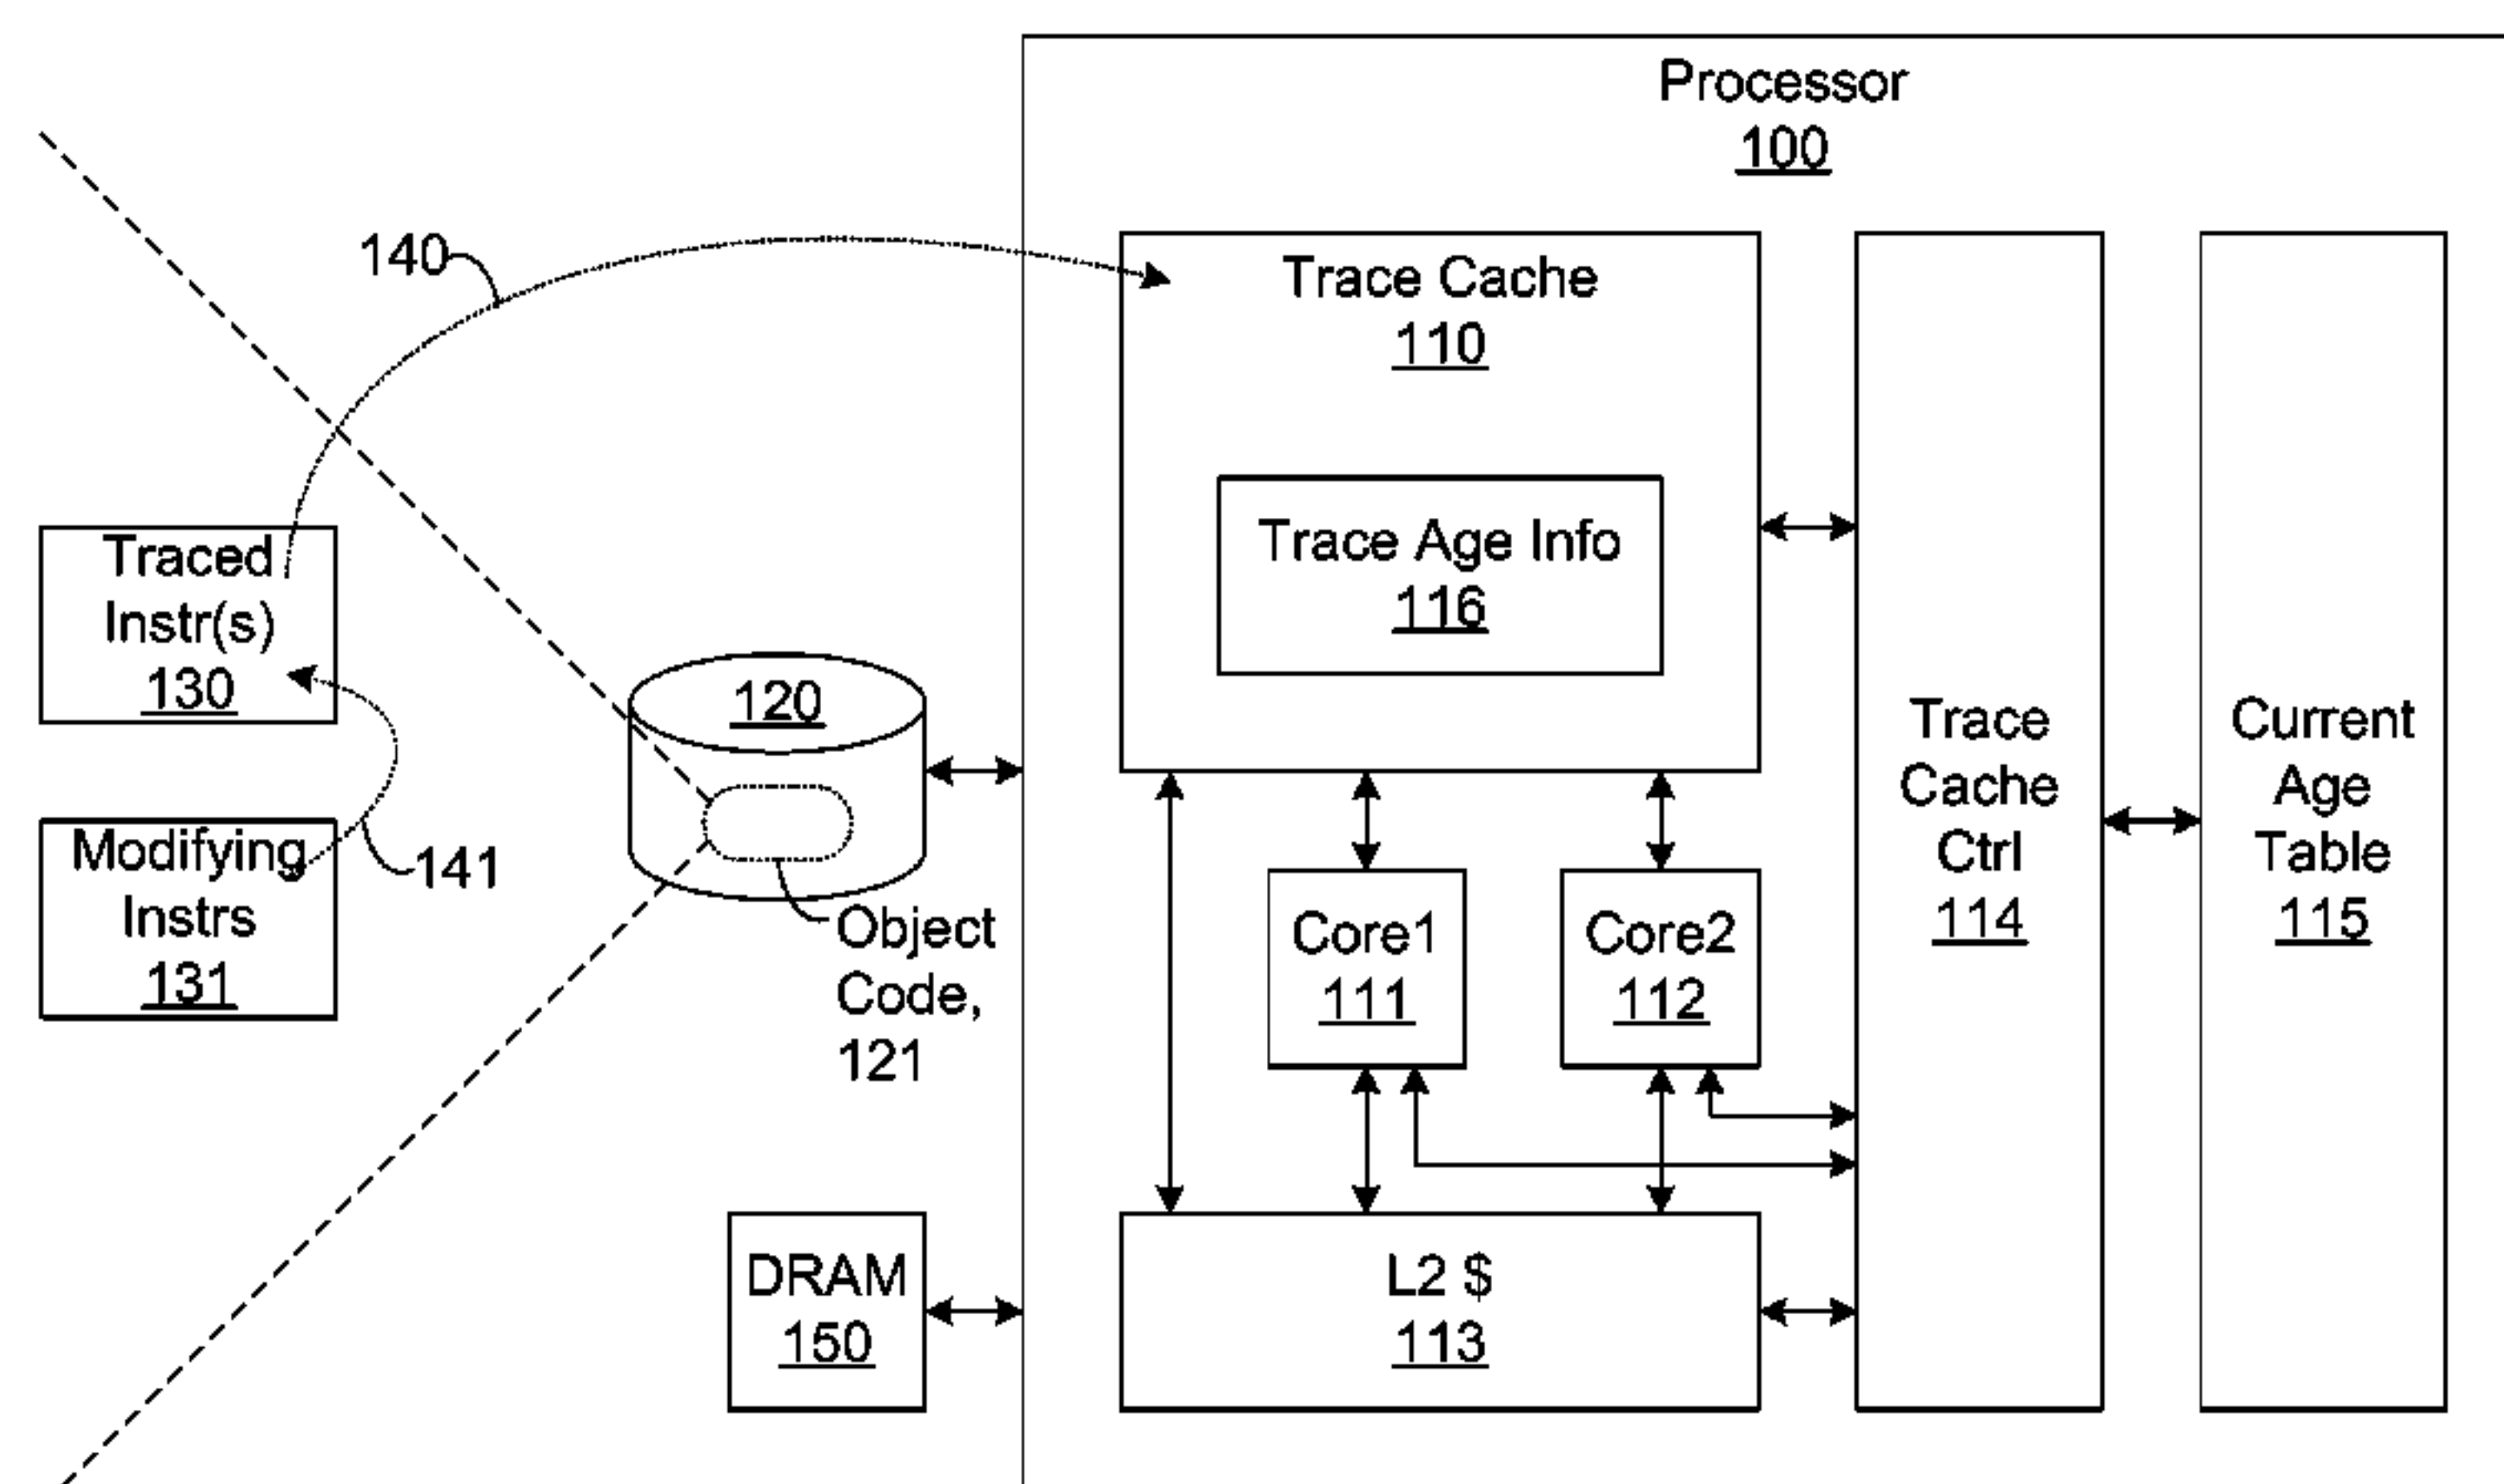 Processor
100
140
Trace Cache
110
Trace Age Info
116
Traced
Instr(s)
130
120
Trace
Cache
Ctrl
114
Current
Age
Table
115
Modifying
Instrs
131
141
Object
Code,
121
Core1
111
Core2
112
DRAM
150
L2 $
113